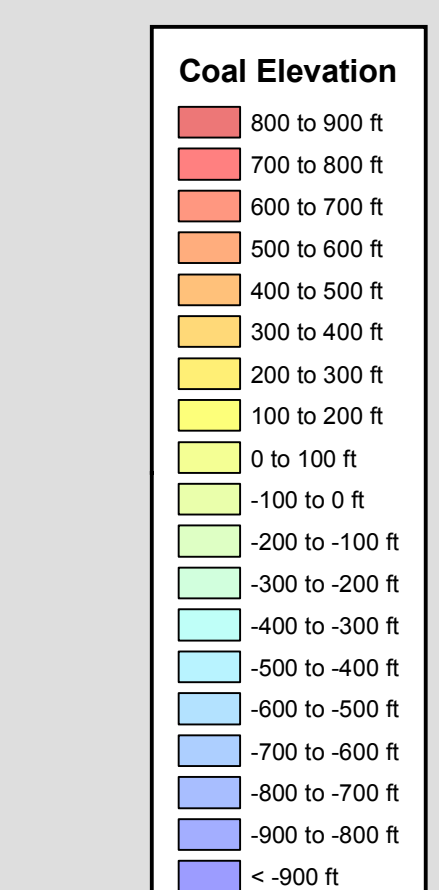 Coal Elevation
800 to 900 ft
700 to 800 ft
600 to 700 ft
500 to 600 ft
400 to 500 ft
300 to 400 ft
200 to 300 ft
100 to 200 ft
0 to 100 ft
-100 to 0 ft
-200 to -100 ft
-300 to -200 ft
-400 to -300 ft
-500 to -400 ft
-600 to -500 ft
-700 to -600 ft
-800 to -700 ft
-900 to -800 ft
< -900 ft